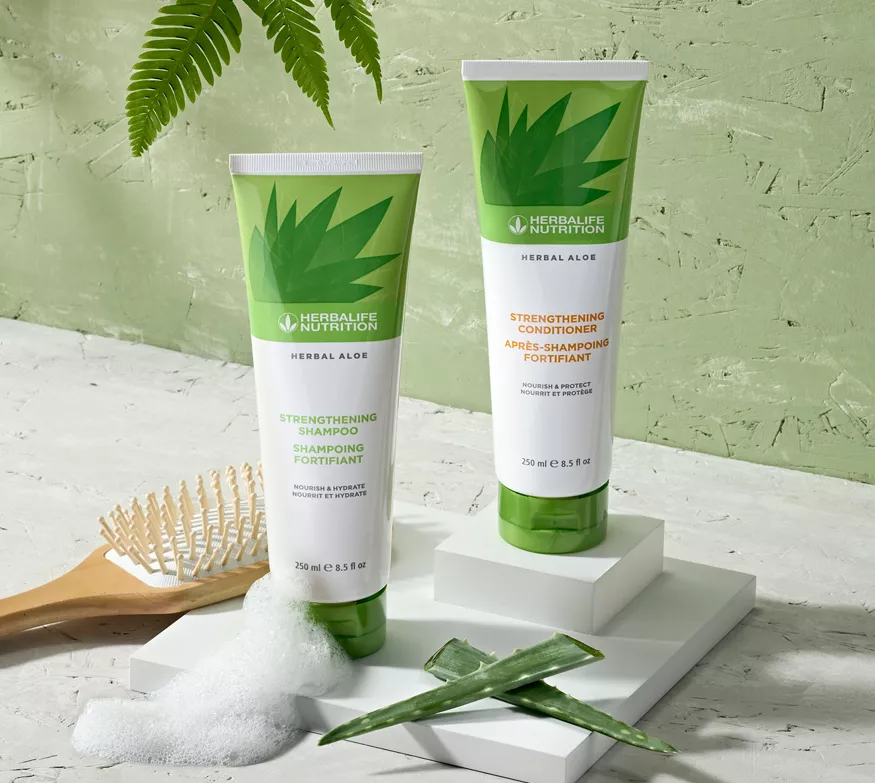 HERBALIFE
NUTRITION
HERBAL ALOE
STRENGTHENING
SHAMPOO
SHAMPOING
FORTIFIANT
NOURISH & HYDRATE
NOURRIT ET HYDRATE
250 ml ℮ 8.5 fl oz
HERBALIFE
NUTRITION
HERBAL ALOE
STRENGTHENING
CONDITIONER
APRÈS-SHAMPOING
FORTIFIANT
NOURISH & PROTECT
NOURRIT ET PROTÈGE
250 ml ℮ 8.5 fl oz